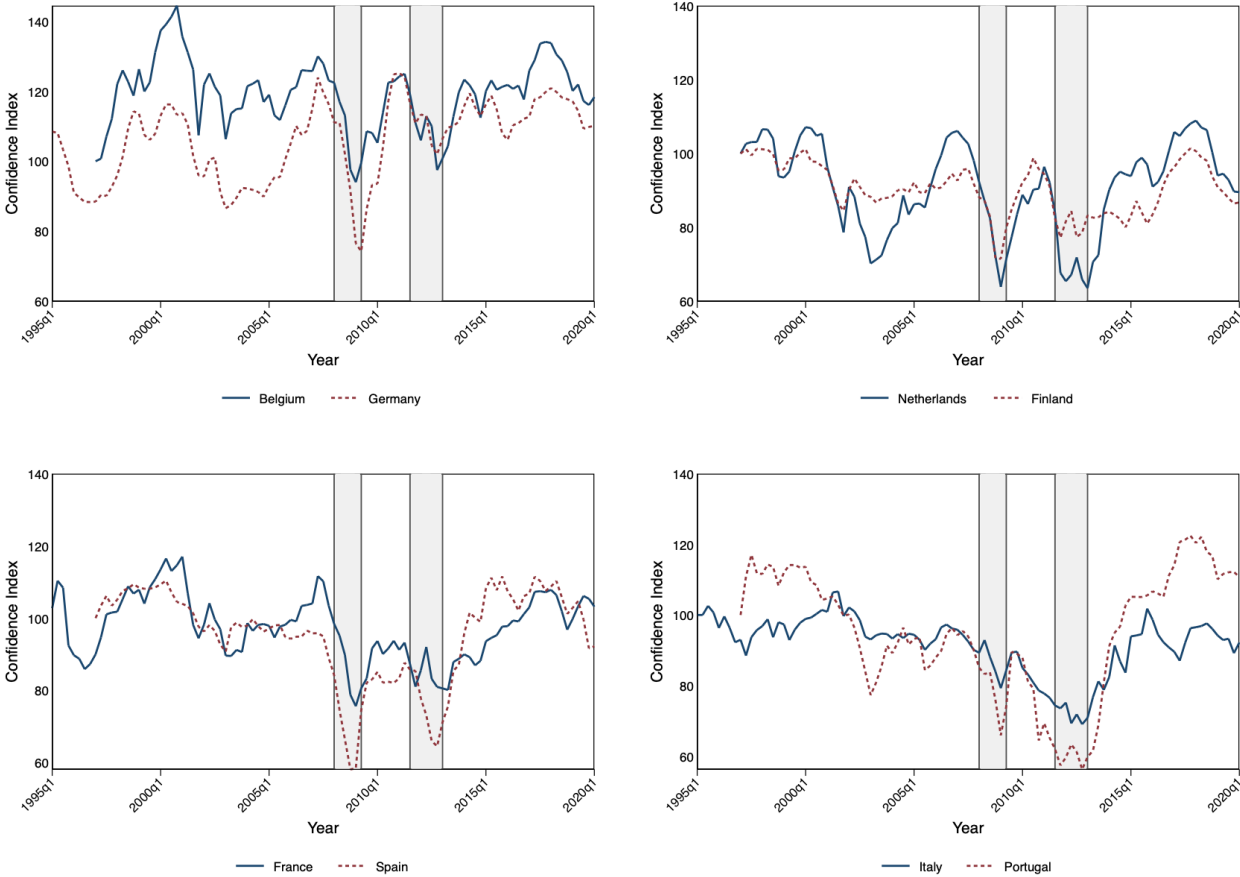 Confidence Index
140
120
100
80
60
1995q1
2000q1
2005q1
2010q1
2015q1
2020q1
Year
Belgium
Germany
Confidence Index
140
120
100
80
60
1995q1
2000q1
2005q1
2010q1
2015q1
2020q1
Year
Netherlands
Finland
Confidence Index
140
120
100
80
60
1995q1
2000q1
2005q1
2010q1
2015q1
2020q1
Year
France
Spain
Confidence Index
140
120
100
80
60
1995q1
2000q1
2005q1
2010q1
2015q1
2020q1
Year
Italy
Portugal